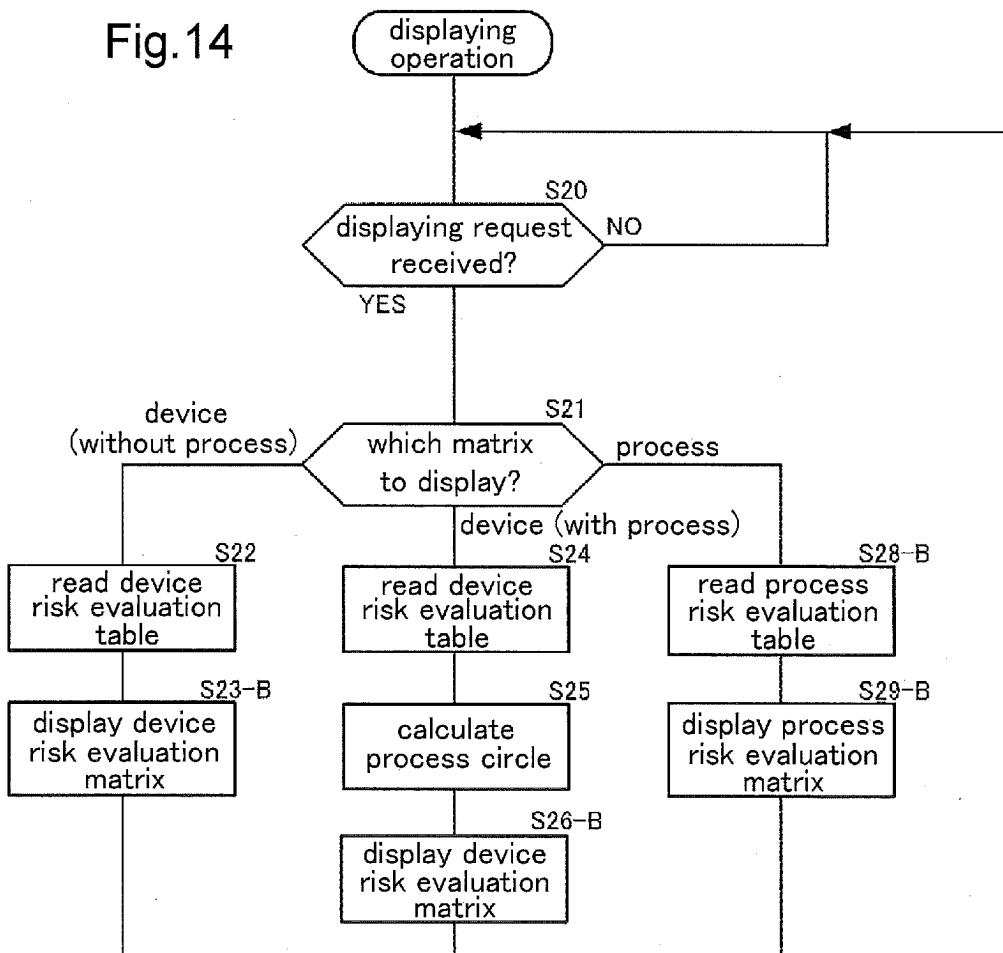 Fig.14
displaying
operation
S20
displaying request
received?
NO
YES
S21
device
(without process)
which matrix
to display?
process
device (with process)
S22
read device
risk evaluation
table
S24
read device
risk evaluation
table
S28-B
read process
risk evaluation
table
S23-B
display device
risk evaluation
matrix
S25
calculate
process circle
S29-B
display process
risk evaluation
matrix
S26-B
display device
risk evaluation
matrix